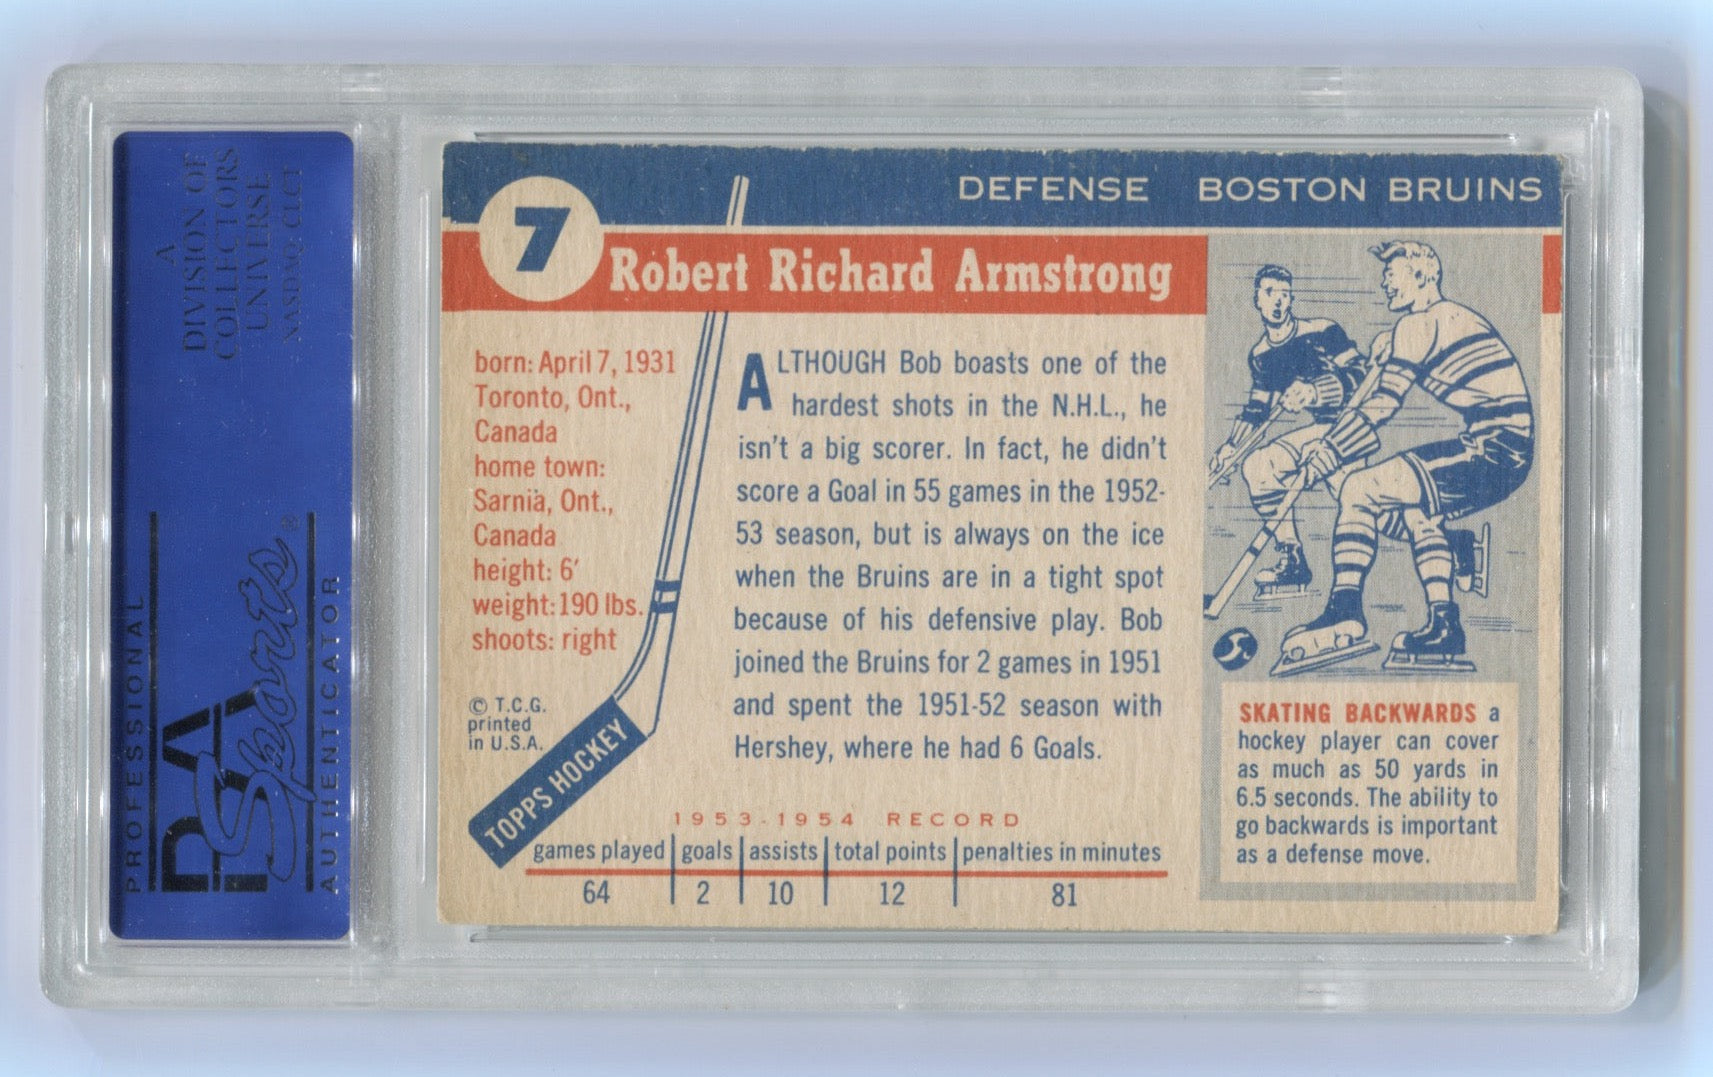 A
DIVISION OF
COLLECTORS
UNIVERSE
NASDAQ: CLCT
PROFESSIONAL
PSA
Sports®
AUTHENTICATOR
DEFENSE BOSTON BRUINS
7
Robert Richard Armstrong
born: April 7, 1931
Toronto, Ont.,
Canada
home town:
Sarnia, Ont.,
Canada
height: 6'
weight: 190 lbs.
shoots: right
© T.C.G.
printed
in U.S.A.
TOPPS HOCKEY
ALTHOUGH Bob boasts one of the
hardest shots in the N.H.L., he
isn't a big scorer. In fact, he didn't
score a Goal in 55 games in the 1952-
53 season, but is always on the ice
when the Bruins are in a tight spot
because of his defensive play. Bob
joined the Bruins for 2 games in 1951
and spent the 1951-52 season with
Hershey, where he had 6 Goals.
1953-1954 RECORD
games played goals assists total points penalties in minutes
64 2 10 12 81
SKATING BACKWARDS a
hockey player can cover
as much as 50 yards in
6.5 seconds. The ability to
go backwards is important
as a defense move.